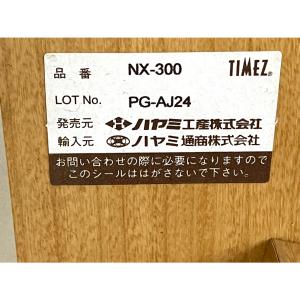 品番 NX-300 TIMEZ
LOT No. PG-AJ24
発売元 ハヤミ工産株式会社
輸入元 ハヤミ通商株式会社
お問い合わせの際に必要になりますので
このシールははがさないで下さい。